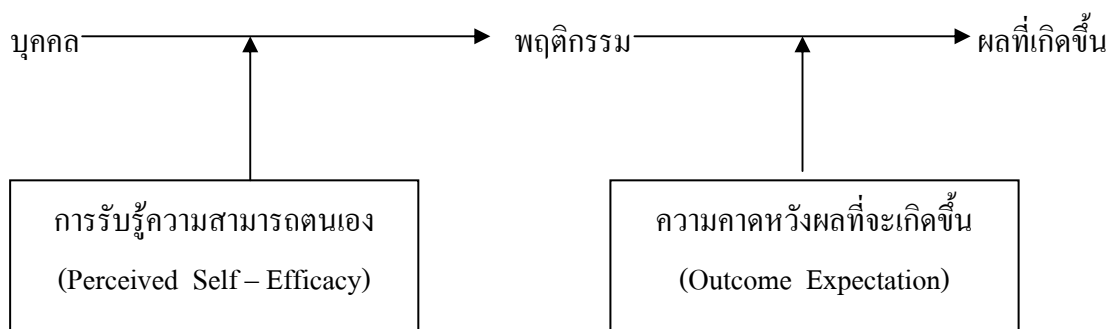 บุคคล พฤติกรรม ผลที่เกิดขึ้น
การรับรู้ความสามารถตนเอง
(Perceived Self – Efficacy)
ความคาดหวังผลที่จะเกิดขึ้น
(Outcome Expectation)